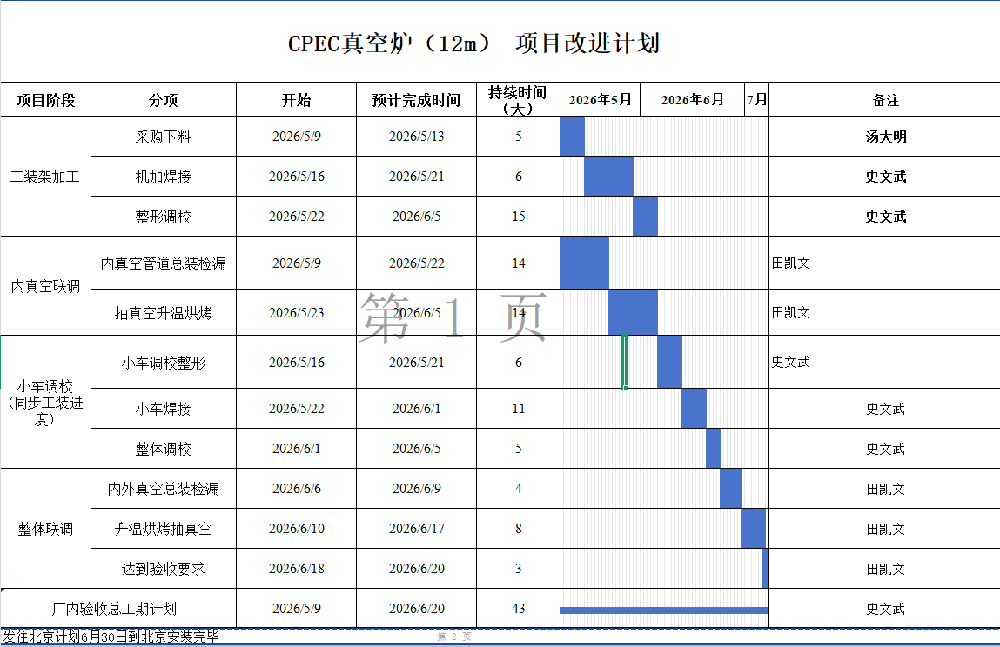 CPEC真空炉（12m）-项目改进计划
项目阶段 分项 开始 预计完成时间 持续时间（天） 2026年5月 2026年6月 7月 备注
工装架加工 采购下料 2026/5/9 2026/5/13 5 汤大明
机加焊接 2026/5/16 2026/5/21 6 史文武
整形调校 2026/5/22 2026/6/5 15 史文武
内真空联调 内真空管道总装检漏 2026/5/9 2026/5/22 14 田凯文
抽真空升温烘烤 2026/5/23 2026/6/5 14 田凯文
第 1 页
小车调校（同步工装进度） 小车调校整形 2026/5/16 2026/5/21 6 史文武
小车焊接 2026/5/22 2026/6/1 11 史文武
整体调校 2026/6/1 2026/6/5 5 史文武
整体联调 内外真空总装检漏 2026/6/6 2026/6/9 4 田凯文
升温烘烤抽真空 2026/6/10 2026/6/17 8 田凯文
达到验收要求 2026/6/18 2026/6/20 3 田凯文
厂内验收总工期计划 2026/5/9 2026/6/20 43 史文武
发往北京计划6月30日到北京安装完毕
第 2 页